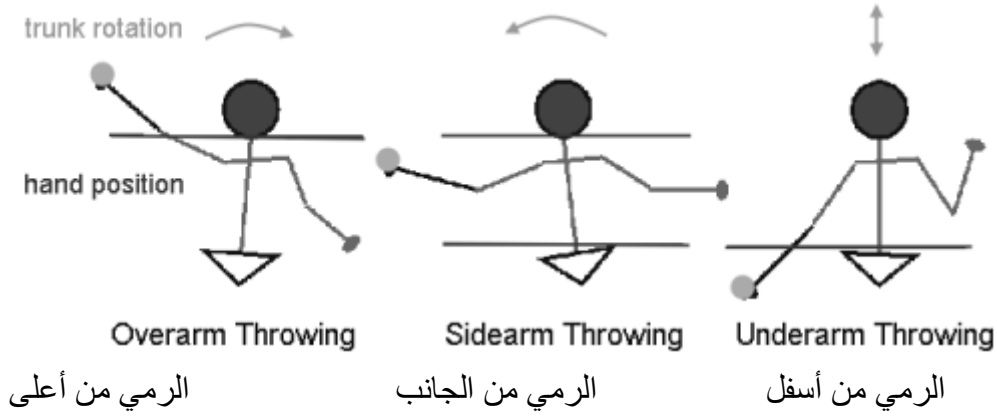 trunk rotation
hand position
Overarm Throwing
Sidearm Throwing
Underarm Throwing
الرمي من أعلى
الرمي من الجانب
الرمي من أسفل